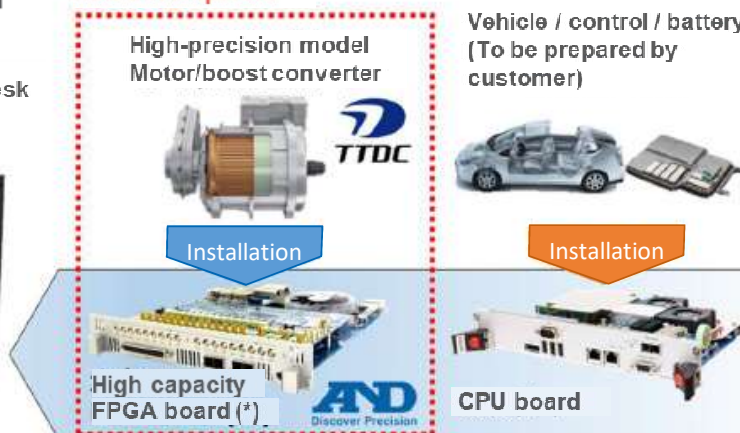 esk
High-precision model
Motor/boost converter
TTDC
Installation
High capacity
FPGA board (*)
AND
Discover Precision
Vehicle / control / battery
(To be prepared by
customer)
Installation
CPU board